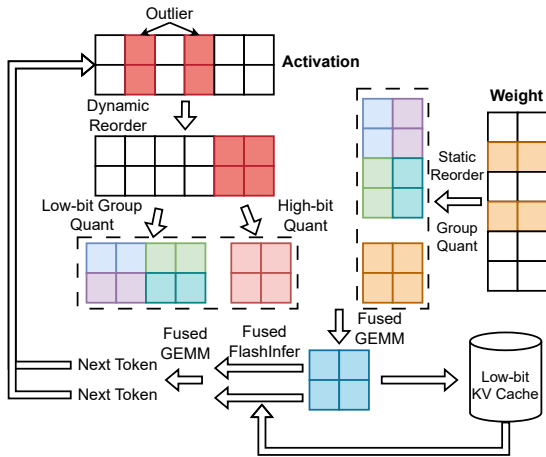 Outlier
Activation
Dynamic
Reorder
Weight
Static
Reorder
Group
Quant
Low-bit Group
Quant
High-bit
Quant
Fused
GEMM
Fused
FlashInfer
Fused
GEMM
Next Token
Next Token
Low-bit
KV Cache